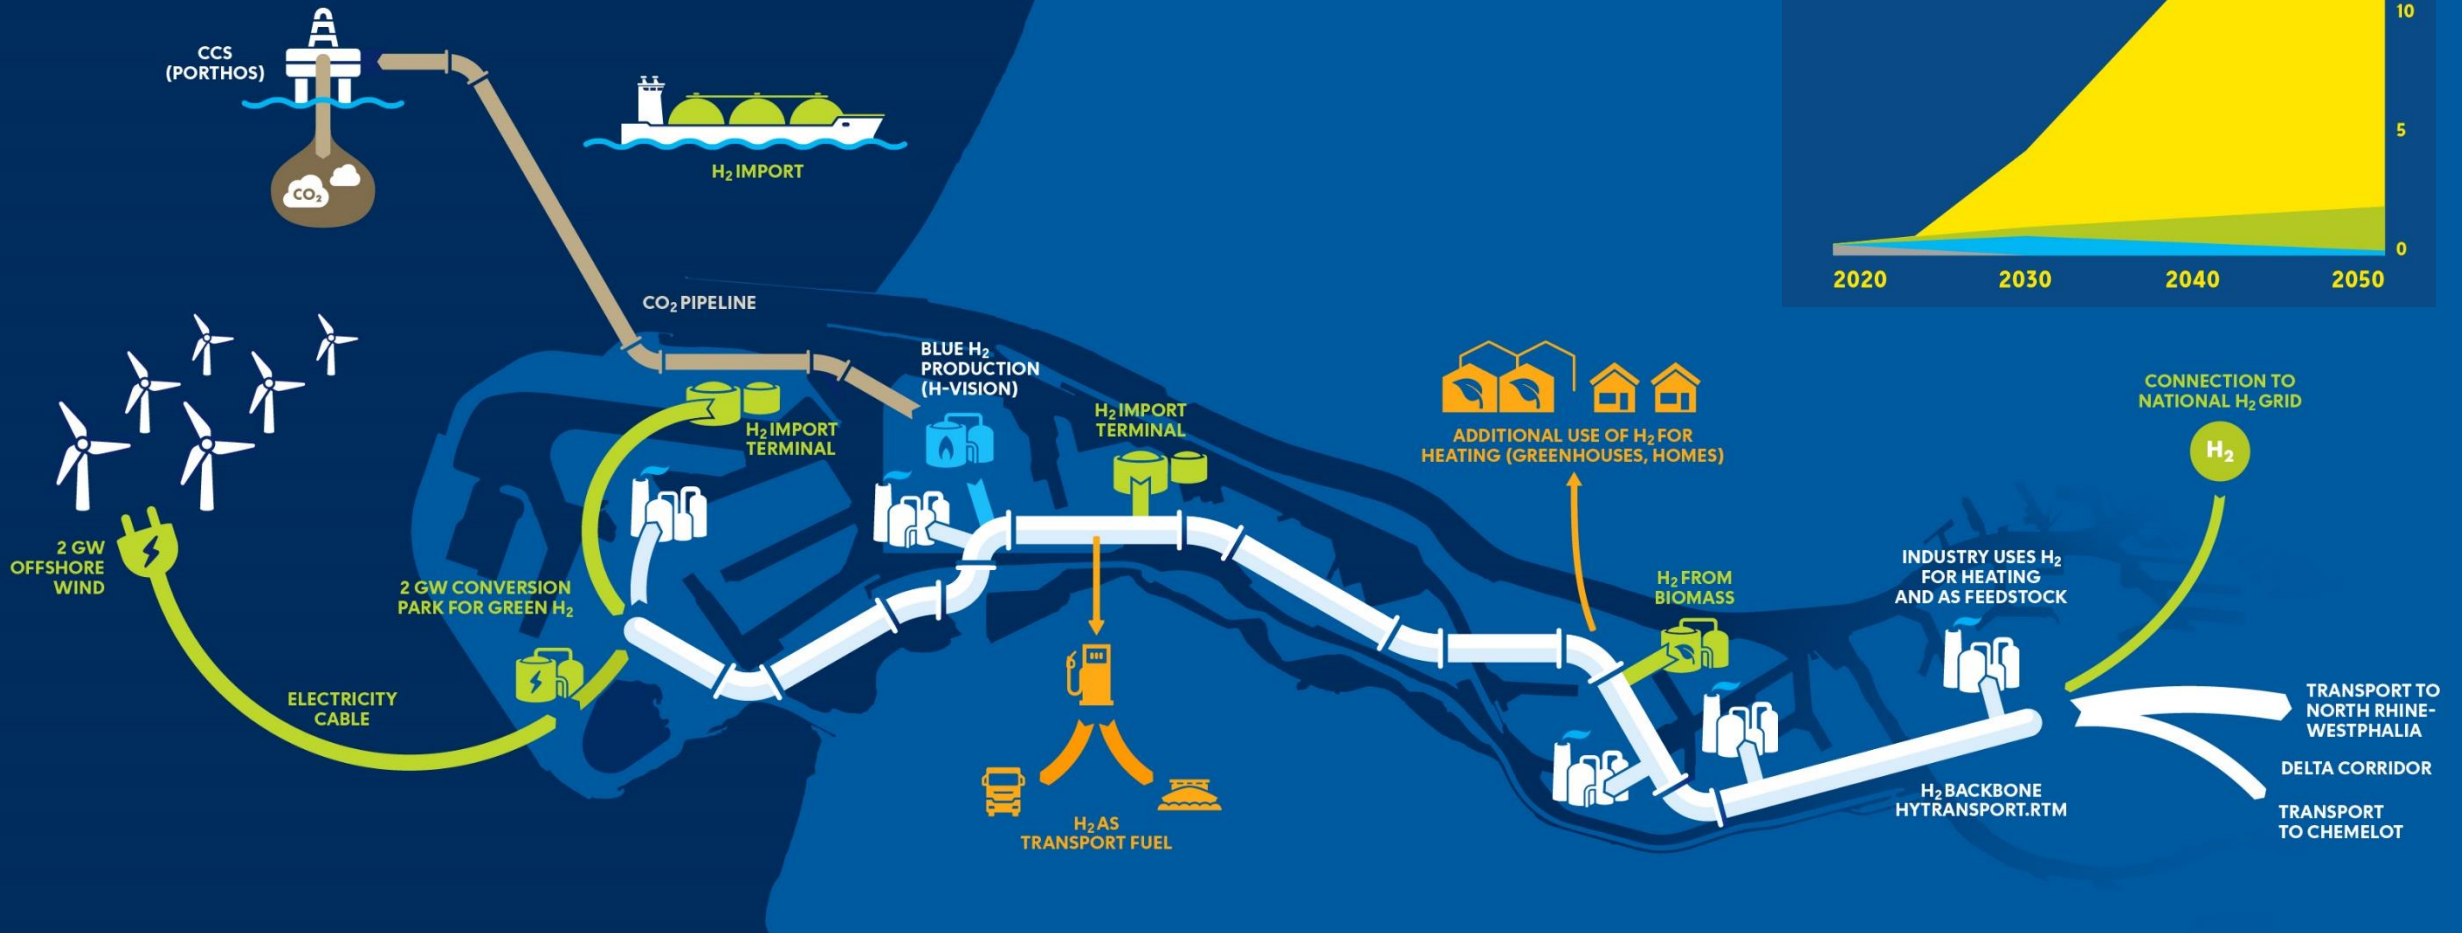 CCS
(PORTHOS)
CO₂
H₂ IMPORT
10
5
0
2020
2030
2040
2050
CO₂ PIPELINE
BLUE H₂
PRODUCTION
(H-VISION)
H₂ IMPORT
TERMINAL
H₂ IMPORT
TERMINAL
ADDITIONAL USE OF H₂ FOR
HEATING (GREENHOUSES, HOMES)
CONNECTION TO
NATIONAL H₂ GRID
H₂
2 GW
OFFSHORE
WIND
2 GW CONVERSION
PARK FOR GREEN H₂
ELECTRICITY
CABLE
H₂ FROM
BIOMASS
INDUSTRY USES H₂
FOR HEATING
AND AS FEEDSTOCK
H₂ AS
TRANSPORT FUEL
H₂ BACKBONE
HYTRANSPORT.RTM
TRANSPORT TO
NORTH RHINE-
WESTPHALIA
DELTA CORRIDOR
TRANSPORT
TO CHEMELOT